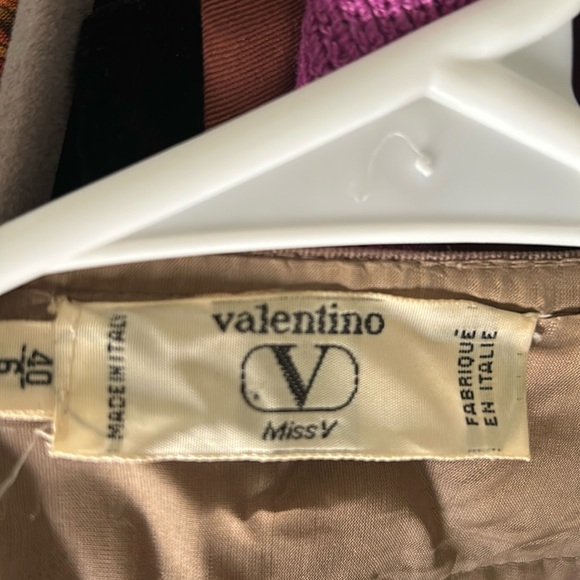 valentino
V
Miss V
MADE IN ITALY
FABRIQUÉ
EN ITALIE
40
6